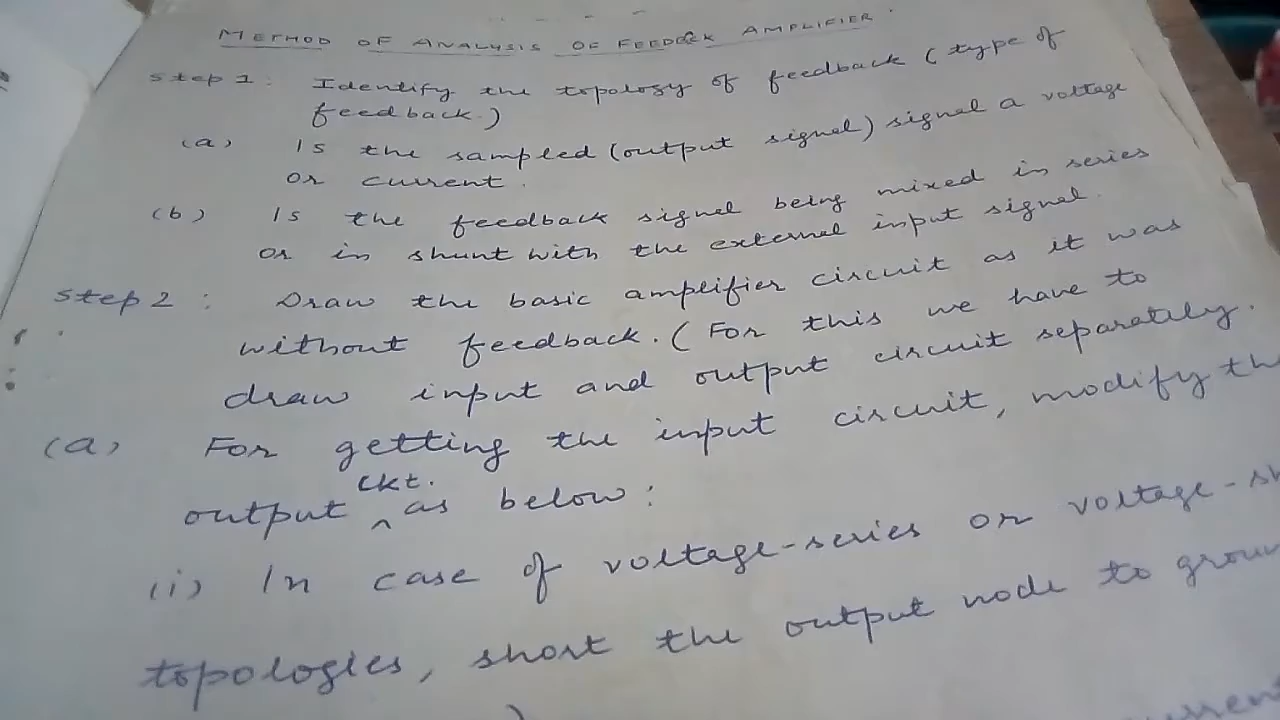 METHOD OF ANALYSIS OF FEEDBACK AMPLIFIER.
Step 1: Identify the topology of feedback (type of
feedback.)
(a) Is the sampled (output signal) signal a voltage
or current.
(b) Is the feedback signal being mixed in series
or in shunt with the external input signal.
Step 2: Draw the basic amplifier circuit as it was
without feedback. (For this we have to
draw input and output circuit separately.
(a) For getting the input circuit, modify th
ckt.
output ^ as below:
(i) In case of voltage-series or voltage-sh
topologies, short the output node to groun